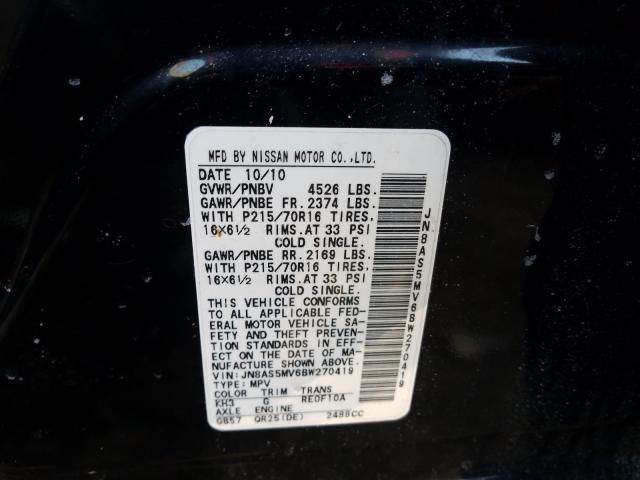 MFD BY NISSAN MOTOR CO.,LTD.
DATE 10/10
GVWR/PNBV 4526 LBS.
GAWRE/PNBE FR. 2374 LBS.
WITH P215/70R16 TIRES.
16X6½ RIMS.AT 33 PSI
COLD SINGLE.
GAWR/PNBE RR. 2169 LBS.
WITH P215/70R16 TIRES.
16X6½ RIMS.AT 33 PSI
COLD SINGLE.
THIS VEHICLE CONFORMS
TO ALL APPLICABLE FED-
ERAL MOTOR VEHICLE SA-
FETY AND THEFT PREVEN-
TION STANDARDS IN EFF-
ECT ON THE DATE OF MA-
NUFACTURE SHOWN ABOVE.
VIN:JN8AS5MV6BW270419
TYPE: MPV
COLOR TRIM TRANS
KH3 G RE0F10A
AXLE ENGINE
GB57 QR25(DE) 2488CC
JN8AS5MV6BW270419